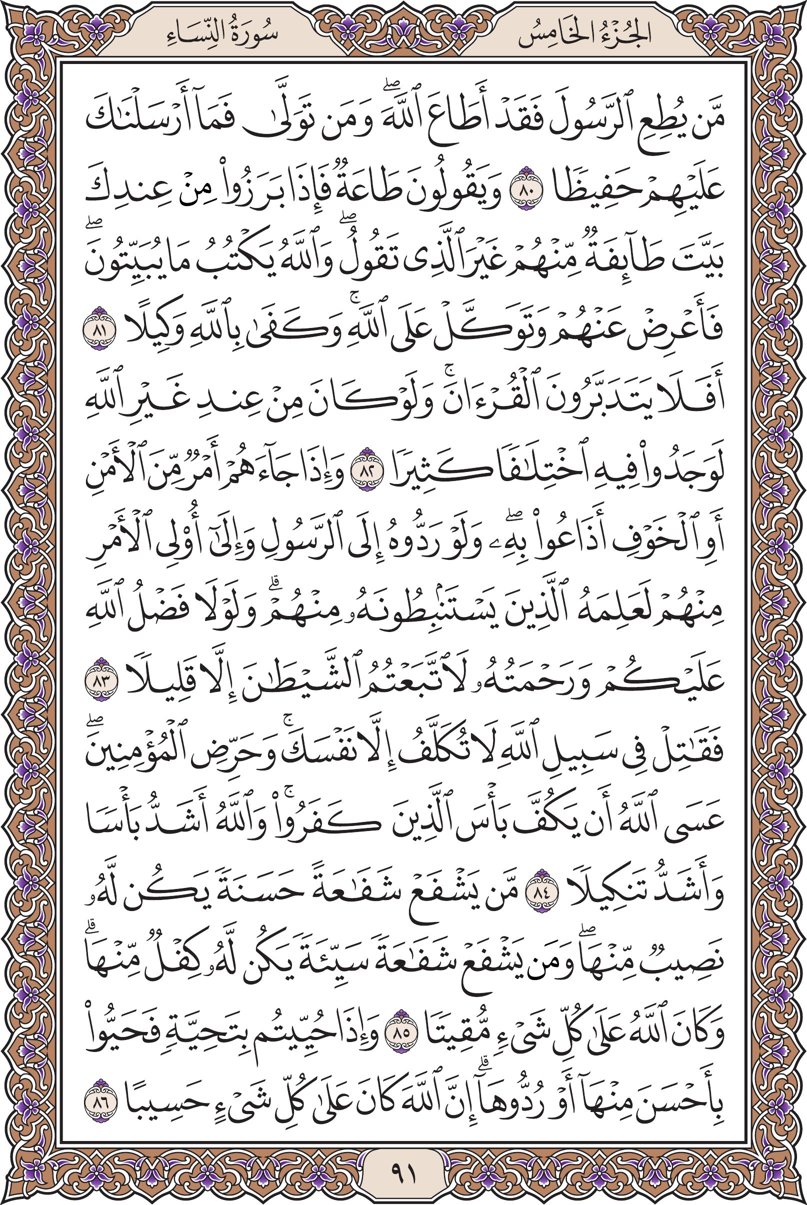 الجُزْءُ الخَامِسُ
سُورَةُ النِّسَاءِ
مَّن يُطِعِ ٱلرَّسُولَ فَقَدْ أَطَاعَ ٱللَّهَۖ وَمَن تَوَلَّىٰ فَمَآ أَرْسَلْنَٰكَ
عَلَيْهِمْ حَفِيظًا ٨٠ وَيَقُولُونَ طَاعَةٌ فَإِذَا بَرَزُوا۟ مِنْ عِندِكَ
بَيَّتَ طَآئِفَةٌ مِّنْهُمْ غَيْرَ ٱلَّذِى تَقُولُۖ وَٱللَّهُ يَكْتُبُ مَا يُبَيِّتُونَۖ
فَأَعْرِضْ عَنْهُمْ وَتَوَكَّلْ عَلَى ٱللَّهِۚ وَكَفَىٰ بِٱللَّهِ وَكِيلًا ٨١
أَفَلَا يَتَدَبَّرُونَ ٱلْقُرْءَانَۚ وَلَوْ كَانَ مِنْ عِندِ غَيْرِ ٱللَّهِ
لَوَجَدُوا۟ فِيهِ ٱخْتِلَٰفًا كَثِيرًا ٨٢ وَإِذَا جَآءَهُمْ أَمْرٌ مِّنَ ٱلْأَمْنِ
أَوِ ٱلْخَوْفِ أَذَاعُوا۟ بِهِۦۖ وَلَوْ رَدُّوهُ إِلَى ٱلرَّسُولِ وَإِلَىٰٓ أُو۟لِى ٱلْأَمْرِ
مِنْهُمْ لَعَلِمَهُ ٱلَّذِينَ يَسْتَنۢبِطُونَهُۥ مِنْهُمْۗ وَلَوْلَا فَضْلُ ٱللَّهِ
عَلَيْكُمْ وَرَحْمَتُهُۥ لَٱتَّبَعْتُمُ ٱلشَّيْطَٰنَ إِلَّا قَلِيلًا ٨٣
فَقَٰتِلْ فِى سَبِيلِ ٱللَّهِ لَا تُكَلَّفُ إِلَّا نَفْسَكَۚ وَحَرِّضِ ٱلْمُؤْمِنِينَۖ
عَسَى ٱللَّهُ أَن يَكُفَّ بَأْسَ ٱلَّذِينَ كَفَرُوا۟ۚ وَٱللَّهُ أَشَدُّ بَأْسًا
وَأَشَدُّ تَنكِيلًا ٨٤ مَّن يَشْفَعْ شَفَٰعَةً حَسَنَةً يَكُن لَّهُۥ
نَصِيبٌ مِّنْهَاۖ وَمَن يَشْفَعْ شَفَٰعَةً سَيِّئَةً يَكُن لَّهُۥ كِفْلٌ مِّنْهَاۗ
وَكَانَ ٱللَّهُ عَلَىٰ كُلِّ شَىْءٍ مُّقِيتًا ٨٥ وَإِذَا حُيِّيتُم بِتَحِيَّةٍ فَحَيُّوا۟
بِأَحْسَنَ مِنْهَآ أَوْ رُدُّوهَآۗ إِنَّ ٱللَّهَ كَانَ عَلَىٰ كُلِّ شَىْءٍ حَسِيبًا ٨٦
٩١